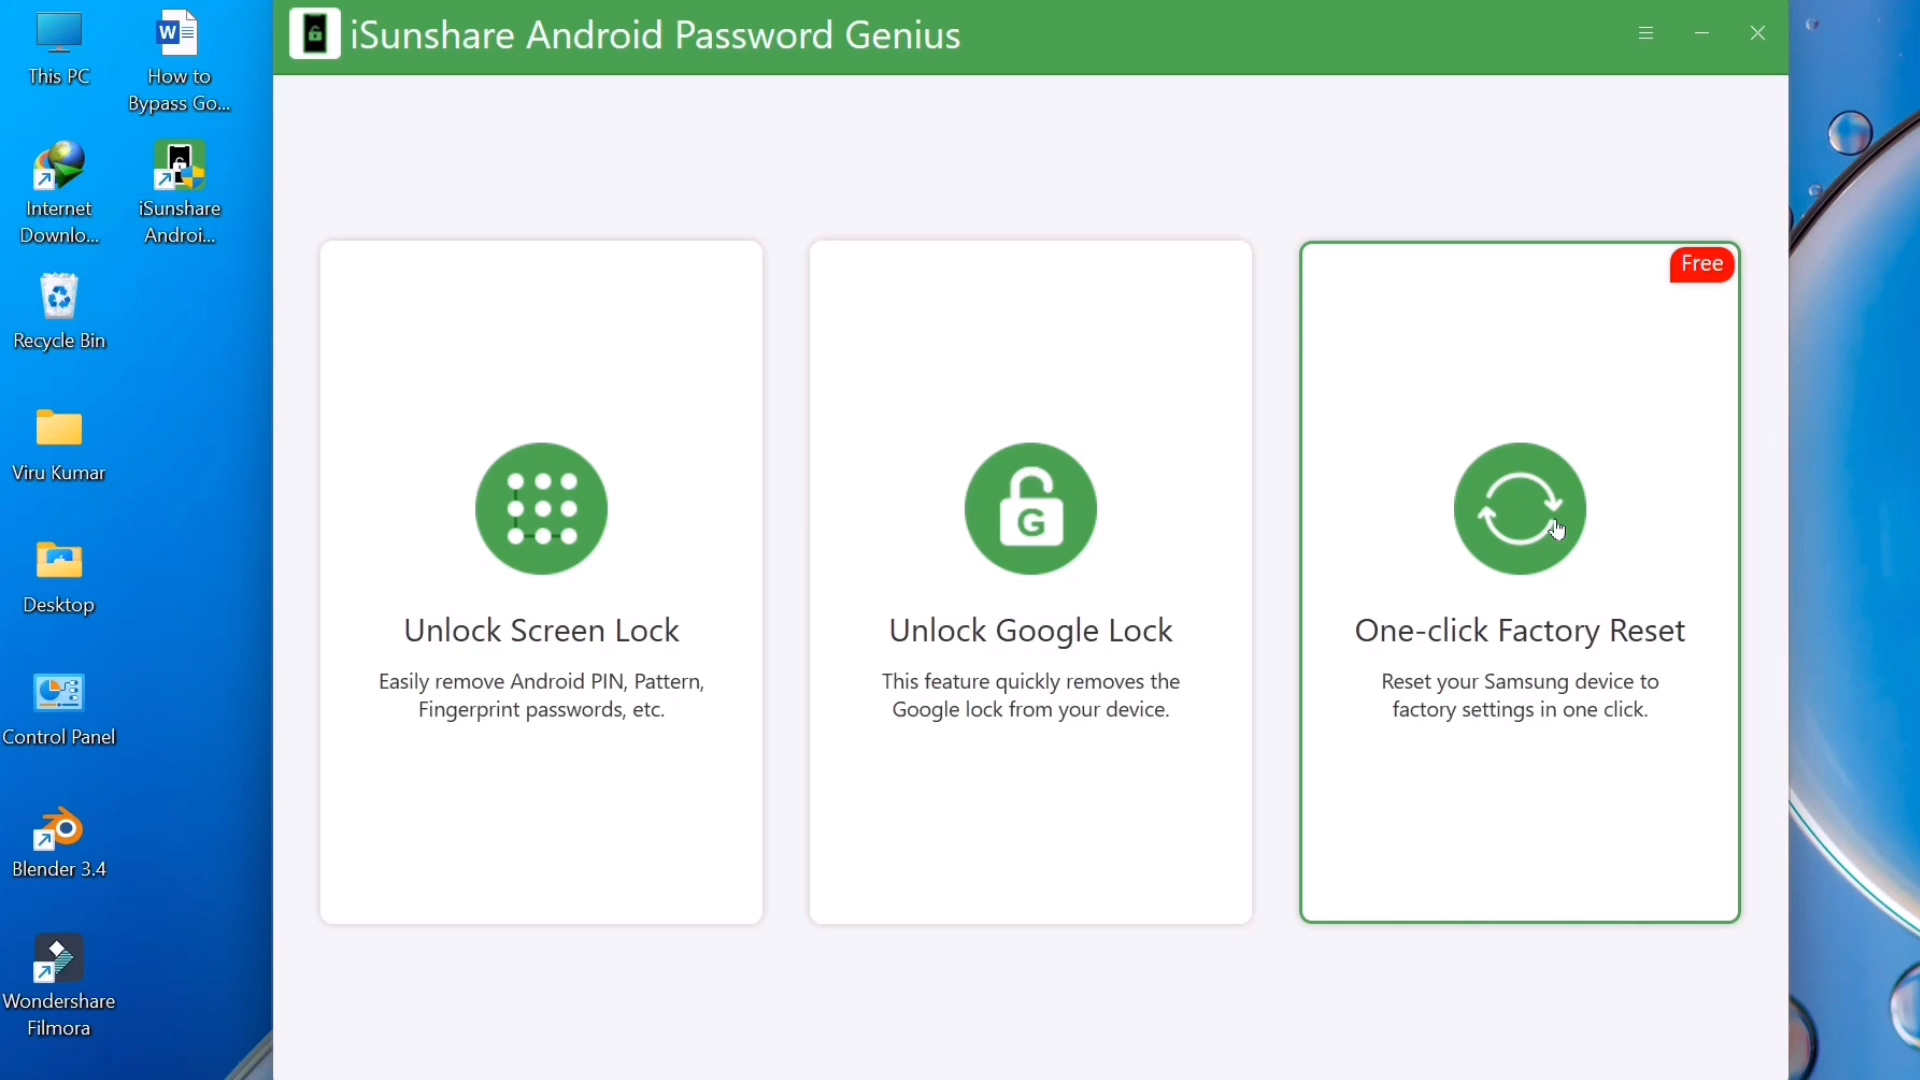 This PC
How to
Bypass Go...
Internet
Downlo...
iSunshare
Androi...
Recycle Bin
Viru Kumar
Desktop
Control Panel
Blender 3.4
Wondershare
Filmora
iSunshare Android Password Genius
Unlock Screen Lock
Easily remove Android PIN, Pattern,
Fingerprint passwords, etc.
G
Unlock Google Lock
This feature quickly removes the
Google lock from your device.
Free
One-click Factory Reset
Reset your Samsung device to
factory settings in one click.